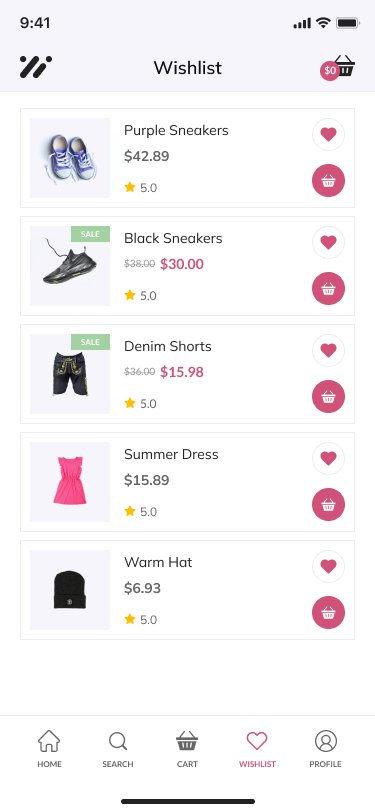 9:41
Wishlist
$0
Purple Sneakers
$42.89
5.0
SALE
Black Sneakers
$38.00 $30.00
5.0
SALE
Denim Shorts
$36.00 $15.98
5.0
Summer Dress
$15.89
5.0
Warm Hat
$6.93
5.0
HOME SEARCH CART WISHLIST PROFILE